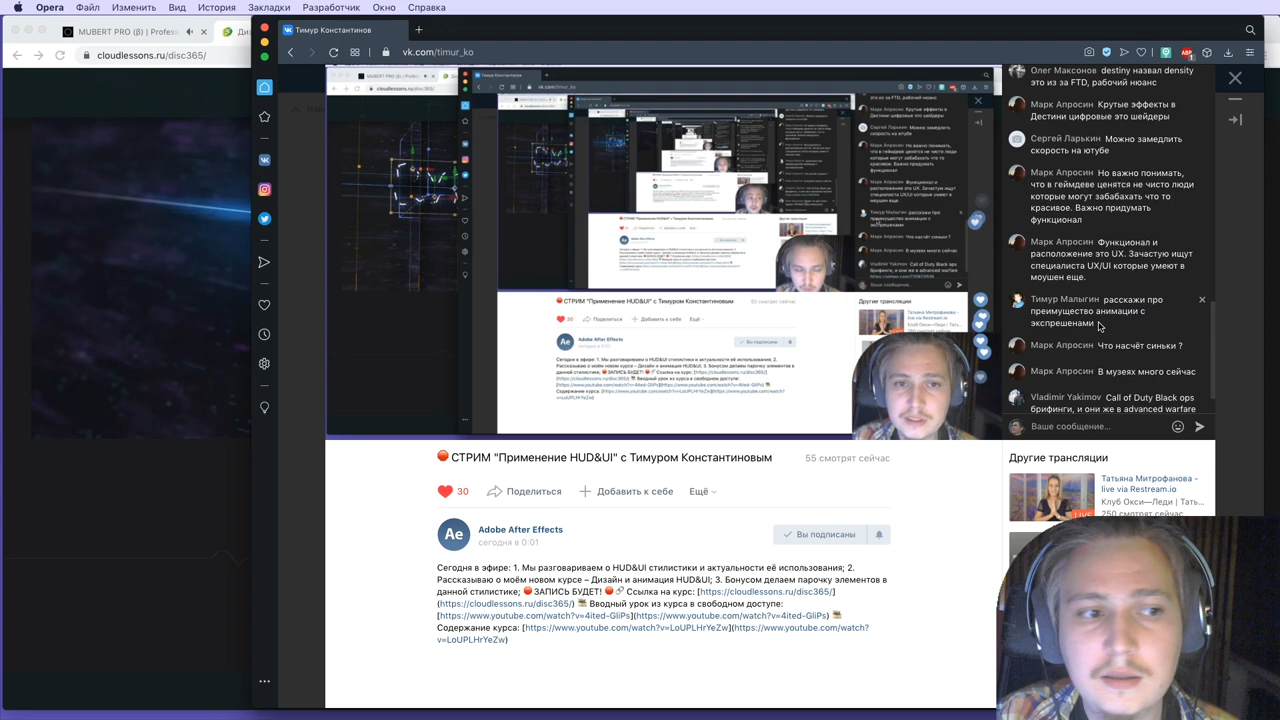 Opera Файл Изменить Вид История Закладки Разработчик Окно Справка
MUBERT PRO (β) | Profess
Диз
cloudlessons.ru/disc365/
Тимур Константинов
vk.com/timur_ko
Олег Максонов destiny назвал denity
это из за FTD, рабочий нюанс
Марк Апросин Крутые эффекты в
Дестини цифровые это шейдеры
Сергей Ларькин Можно замедлить
скорость на ютубе
Марк Апросин Но важно понимать,
что в геймдеве ценятся не чисто люди
которые могут забабахать что то
красивое. Важно придумать
функционал
Марк Апросин Функционал и
расположение это UX. Зачастую ищут
специалиста UX/UI которые умеют в
моушен еще.
Тимур Малыгин расскажи про
преимущество анимации с
экспрешенами
Марк Апросин Что насчёт синьки ?
Марк Апросин В музеях много сейчас
Vladimir Yakimov Call of Duty Black ops
брифинги, и они же в advanced warfare
Ваше сообщение...
СТРИМ "Применение HUD&UI" с Тимуром Константиновым
55 смотрят сейчас
30 Поделиться Добавить к себе Ещё
Ae Adobe After Effects
сегодня в 0:01
Вы подписаны
Сегодня в эфире: 1. Мы разговариваем о HUD&UI стилистики и актуальности её использования; 2.
Рассказываю о моём новом курсе – Дизайн и анимация HUD&UI; 3. Бонусом делаем парочку элементов в
данной стилистике; ЗАПИСЬ БУДЕТ! Ссылка на курс: [https://cloudlessons.ru/disc365/]
(https://cloudlessons.ru/disc365/) Вводный урок из курса в свободном доступе:
[https://www.youtube.com/watch?v=4ited-GliPs](https://www.youtube.com/watch?v=4ited-GliPs)
Содержание курса: [https://www.youtube.com/watch?v=LoUPLHrYeZw](https://www.youtube.com/watch?
v=LoUPLHrYeZw)
Другие трансляции
Татьяна Митрофанова -
live via Restream.io
Клуб Окси—Леди | Тать...
250 смотрят сейчас
LIVE